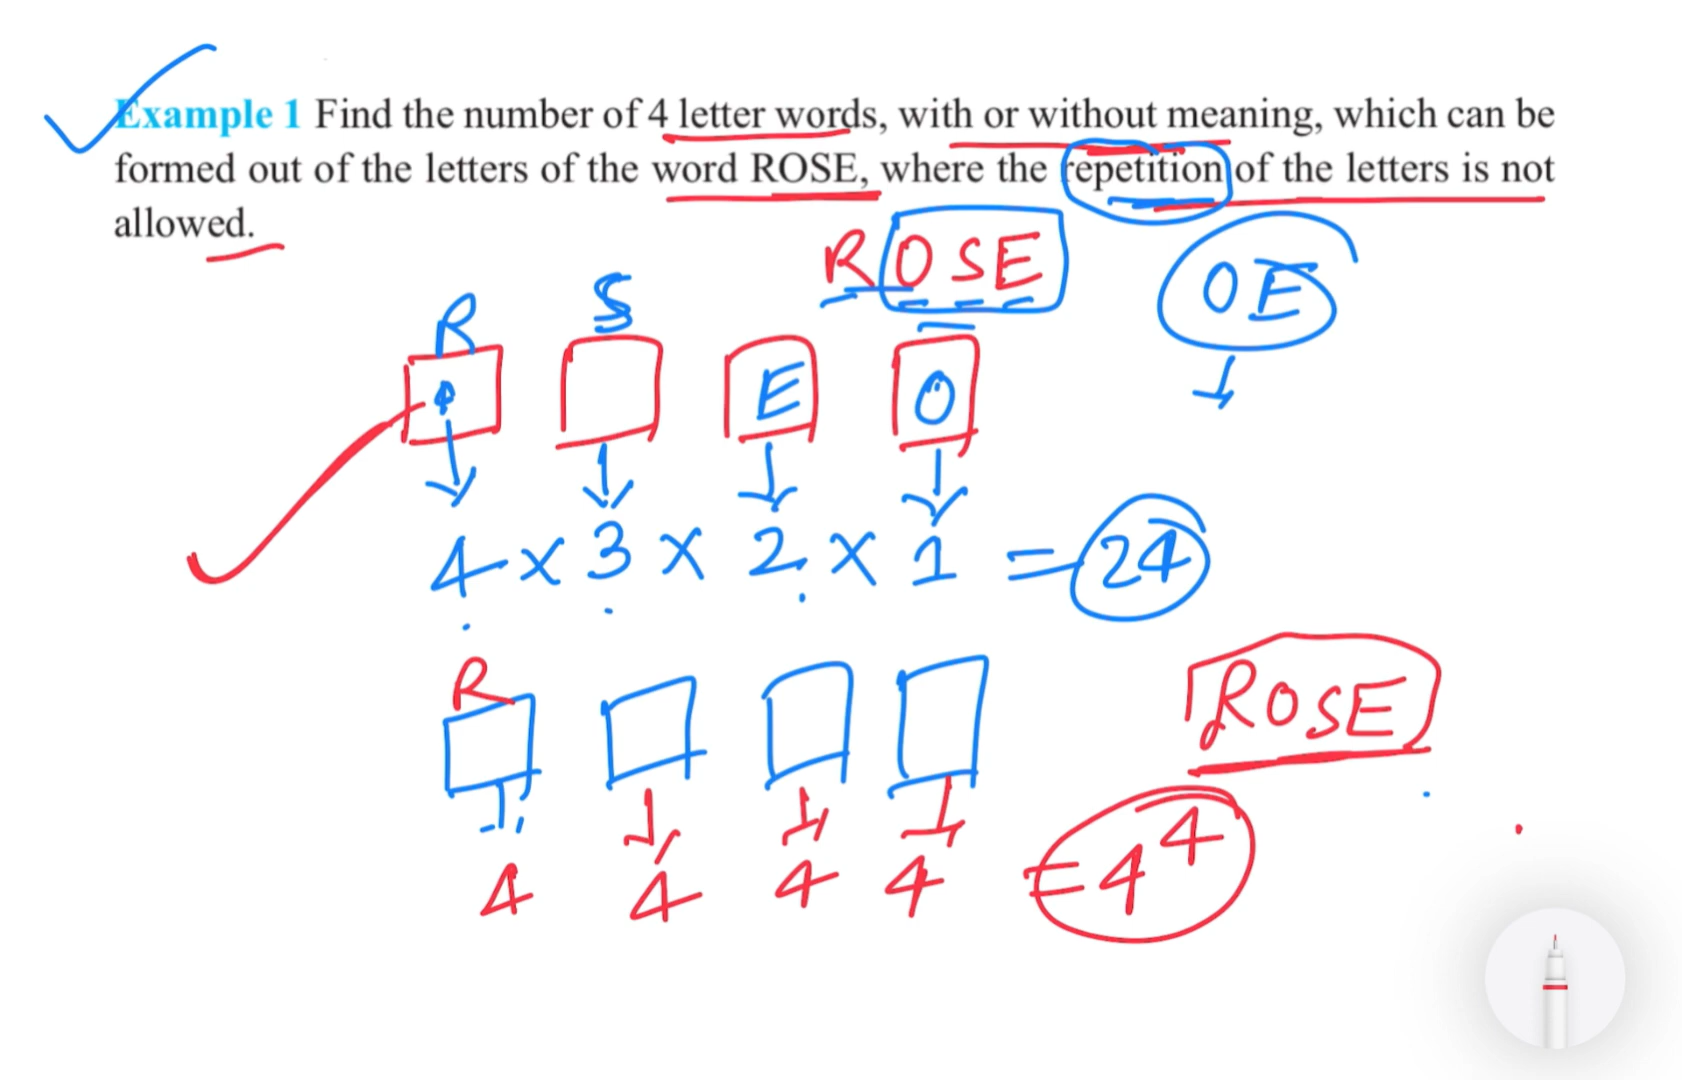 Example 1 Find the number of 4 letter words, with or without meaning, which can be
formed out of the letters of the word ROSE, where the repetition of the letters is not
allowed.
ROSE
OE
R S
E O
4 × 3 × 2 × 1 = 24
R
ROSE
4 4 4 4 = 4⁴